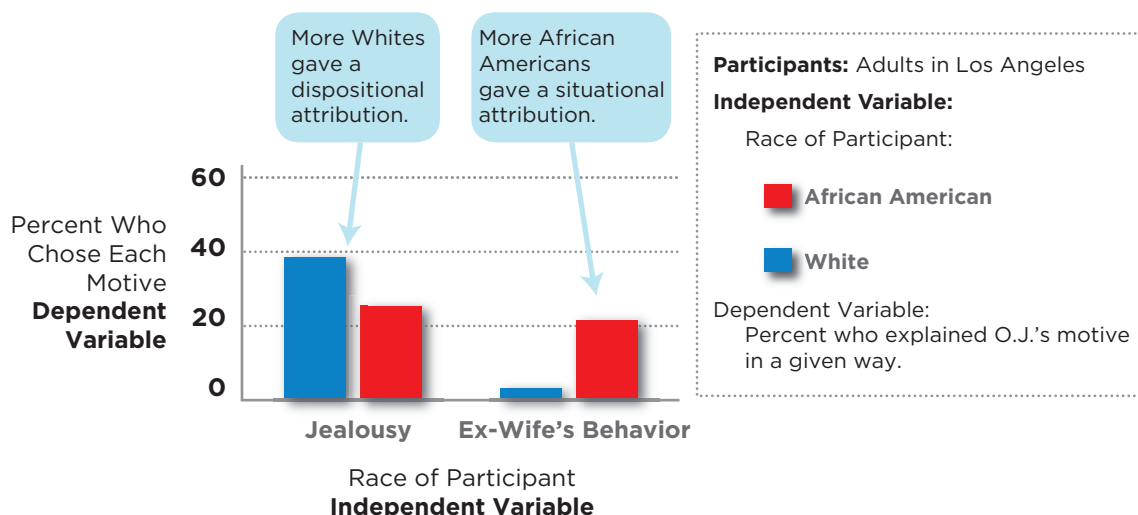 More Whites
gave a
dispositional
attribution.
More African
Americans
gave a situational
attribution.
60
40
20
0
Percent Who
Chose Each
Motive
Dependent
Variable
Jealousy
Ex-Wife's Behavior
Race of Participant
Independent Variable
Participants: Adults in Los Angeles
Independent Variable:
Race of Participant:
African American
White
Dependent Variable:
Percent who explained O.J.'s motive
in a given way.